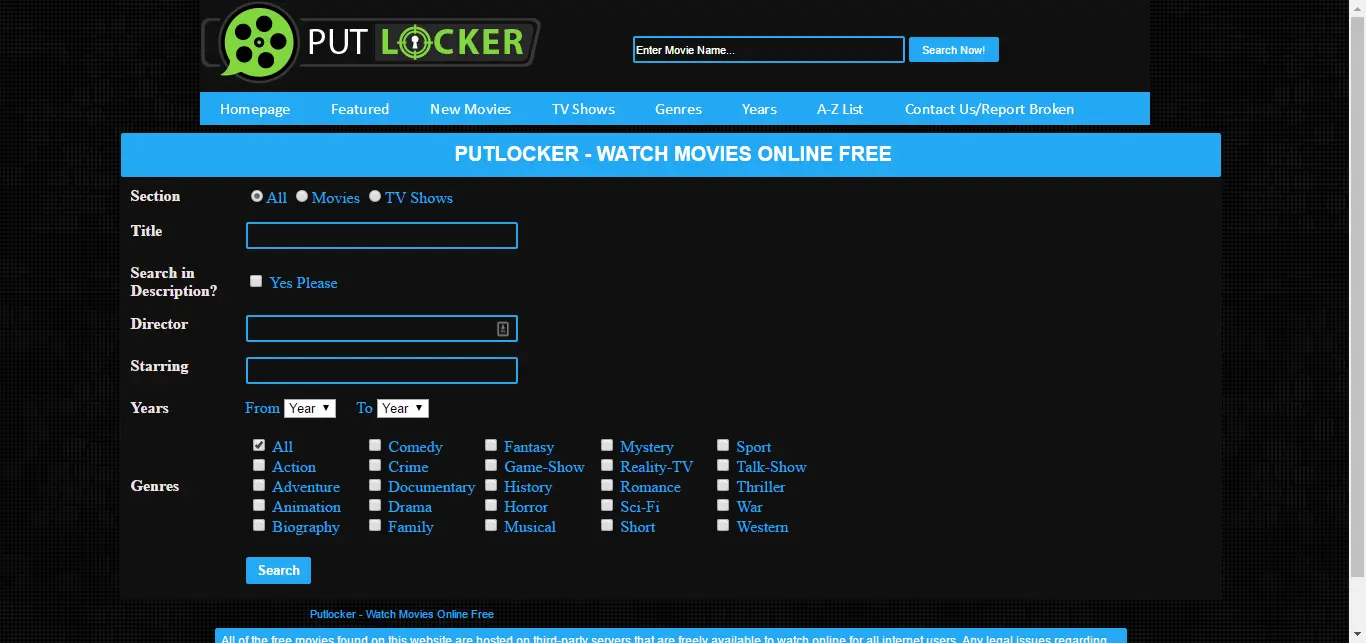 PUT LOCKER
Enter Movie Name...
Search Now!
Homepage Featured New Movies TV Shows Genres Years A-Z List Contact Us/Report Broken
PUTLOCKER - WATCH MOVIES ONLINE FREE
Section All Movies TV Shows
Title
Search in
Description? Yes Please
Director
Starring
Years From Year To Year
Genres
All Comedy Fantasy Mystery Sport
Action Crime Game-Show Reality-TV Talk-Show
Adventure Documentary History Romance Thriller
Animation Drama Horror Sci-Fi War
Biography Family Musical Short Western
Search
Putlocker - Watch Movies Online Free
All of the free movies found on this website are hosted on third-party servers that are freely available to watch online for all internet users. Any legal issues regarding